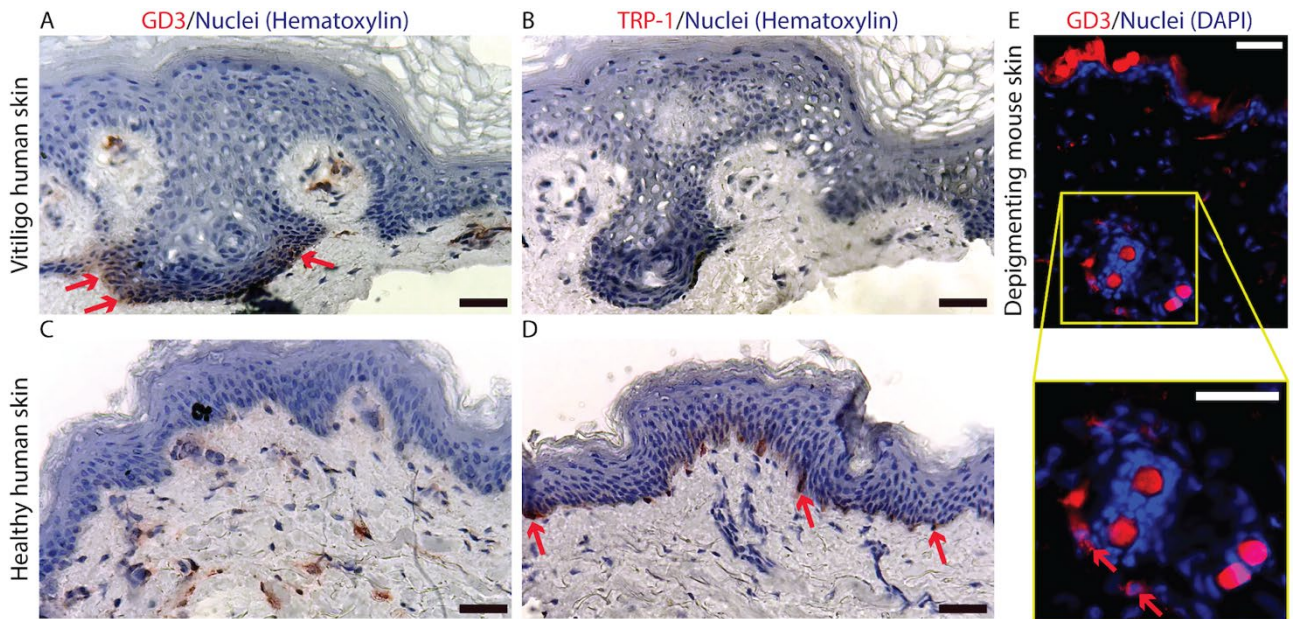 A
GD3/Nuclei (Hematoxylin)
B
TRP-1/Nuclei (Hematoxylin)
E
GD3/Nuclei (DAPI)
Vitiligo human skin
Depigmenting mouse skin
C
D
Healthy human skin